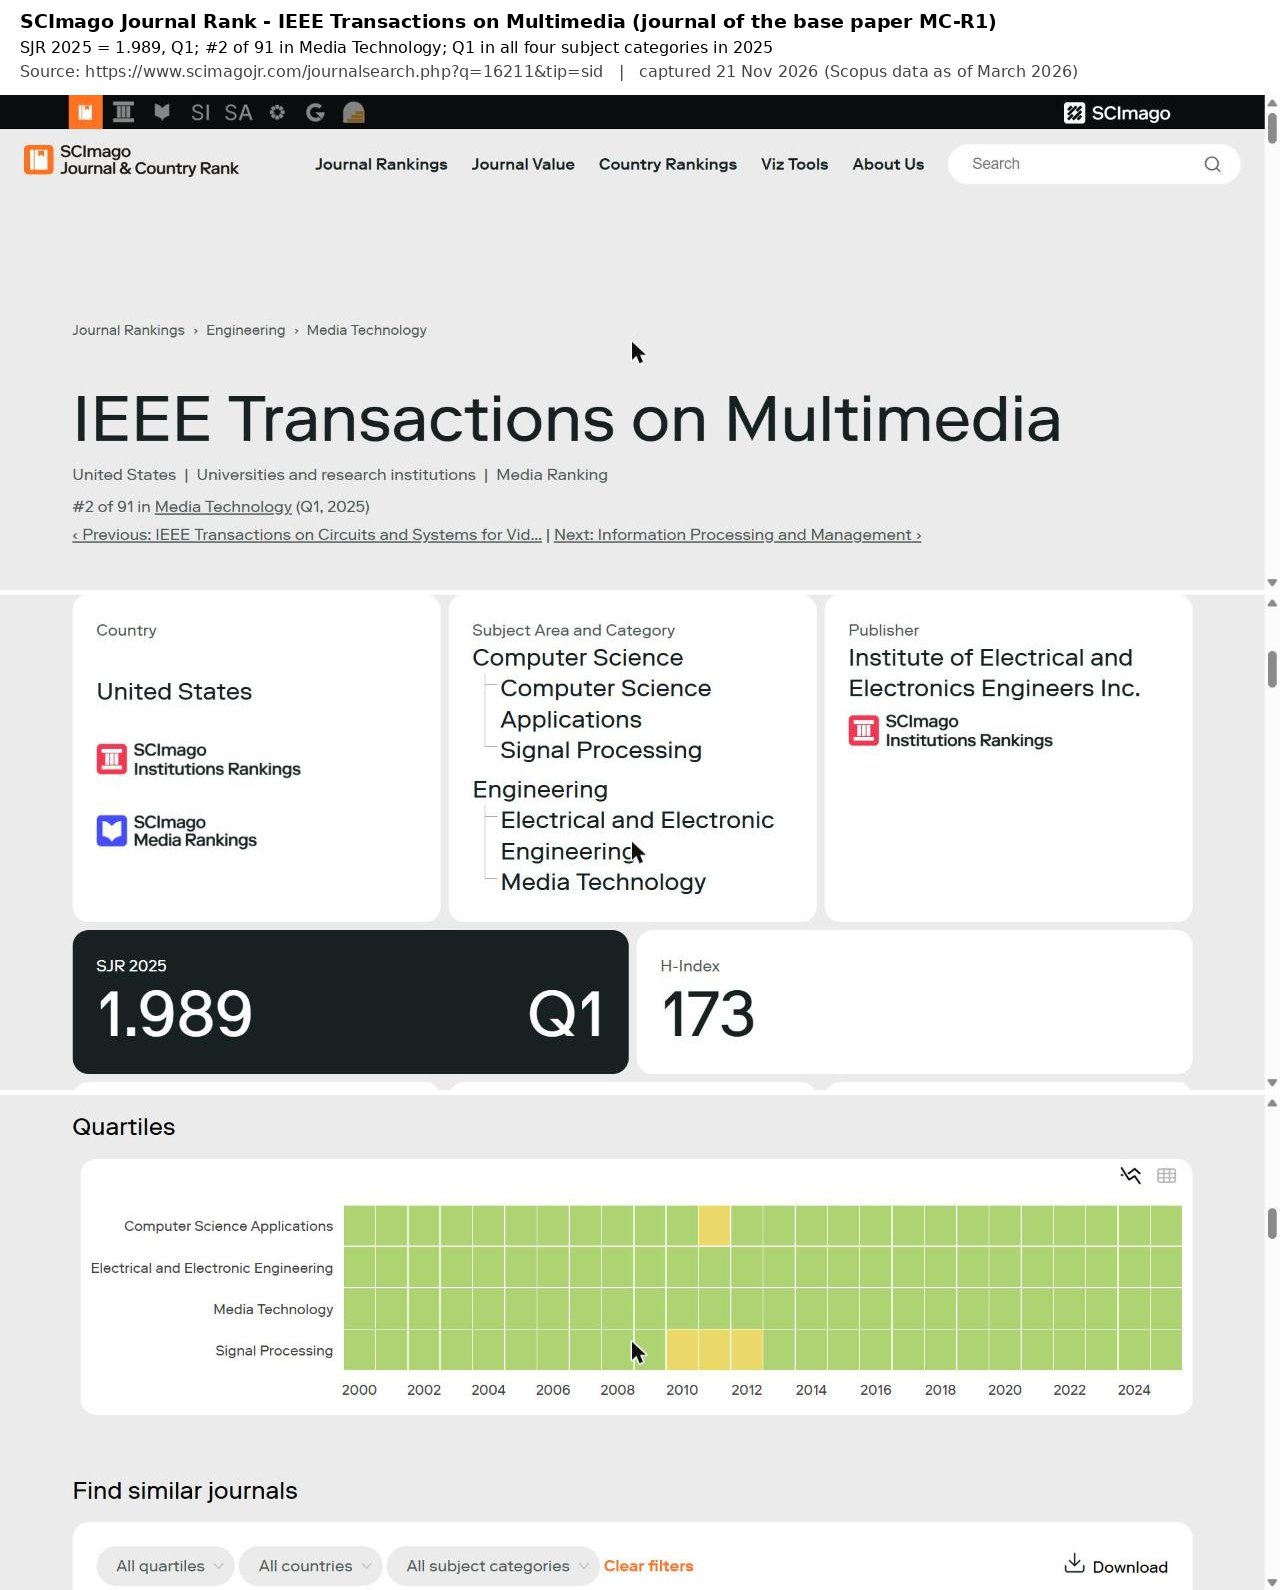 SCImago Journal Rank - IEEE Transactions on Multimedia (journal of the base paper MC-R1)
SJR 2025 = 1.989, Q1; #2 of 91 in Media Technology; Q1 in all four subject categories in 2025
Source: https://www.scimagojr.com/journalsearch.php?q=16211&tip=sid | captured 21 Nov 2026 (Scopus data as of March 2026)
SI SA G SCImago
SCImago
Journal & Country Rank
Journal Rankings Journal Value Country Rankings Viz Tools About Us Search
Journal Rankings › Engineering › Media Technology
IEEE Transactions on Multimedia
United States | Universities and research institutions | Media Ranking
#2 of 91 in Media Technology (Q1, 2025)
‹ Previous: IEEE Transactions on Circuits and Systems for Vid... | Next: Information Processing and Management ›
Country
United States
SCImago
Institutions Rankings
SCImago
Media Rankings
Subject Area and Category
Computer Science
Computer Science
Applications
Signal Processing
Engineering
Electrical and Electronic
Engineering
Media Technology
Publisher
Institute of Electrical and
Electronics Engineers Inc.
SCImago
Institutions Rankings
SJR 2025
1.989 Q1
H-Index
173
Quartiles
Computer Science Applications
Electrical and Electronic Engineering
Media Technology
Signal Processing
2000 2002 2004 2006 2008 2010 2012 2014 2016 2018 2020 2022 2024
Find similar journals
All quartiles All countries All subject categories Clear filters Download